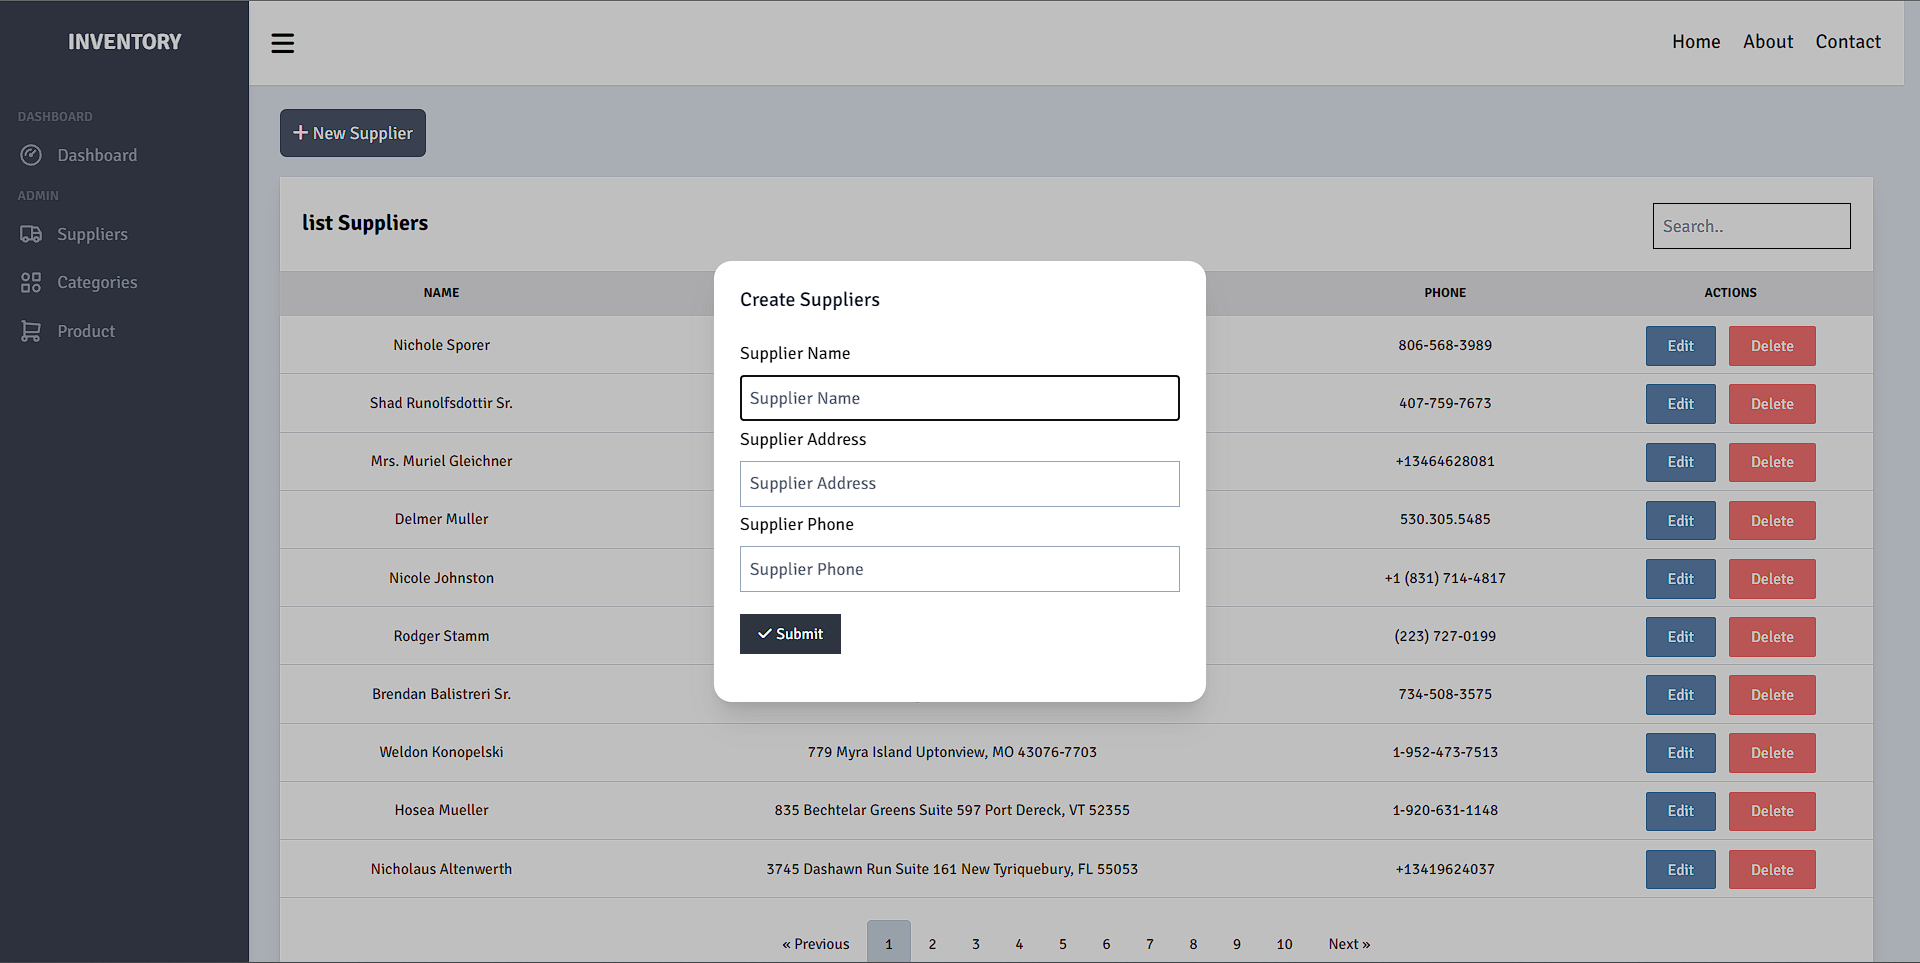 INVENTORY
Home About Contact
DASHBOARD
Dashboard
ADMIN
Suppliers
Categories
Product
New Supplier
list Suppliers
Search..
NAME PHONE ACTIONS
Nichole Sporer 806-568-3989 Edit Delete
Shad Runolfsdottir Sr. 407-759-7673 Edit Delete
Mrs. Muriel Gleichner +13464628081 Edit Delete
Delmer Muller 530.305.5485 Edit Delete
Nicole Johnston +1 (831) 714-4817 Edit Delete
Rodger Stamm (223) 727-0199 Edit Delete
Brendan Balistreri Sr. 734-508-3575 Edit Delete
Weldon Konopelski 779 Myra Island Uptonview, MO 43076-7703 1-952-473-7513 Edit Delete
Hosea Mueller 835 Bechtelar Greens Suite 597 Port Dereck, VT 52355 1-920-631-1148 Edit Delete
Nicholaus Altenwerth 3745 Dashawn Run Suite 161 New Tyriquebury, FL 55053 +13419624037 Edit Delete
« Previous 1 2 3 4 5 6 7 8 9 10 Next »
Create Suppliers
Supplier Name
Supplier Name
Supplier Address
Supplier Address
Supplier Phone
Supplier Phone
Submit